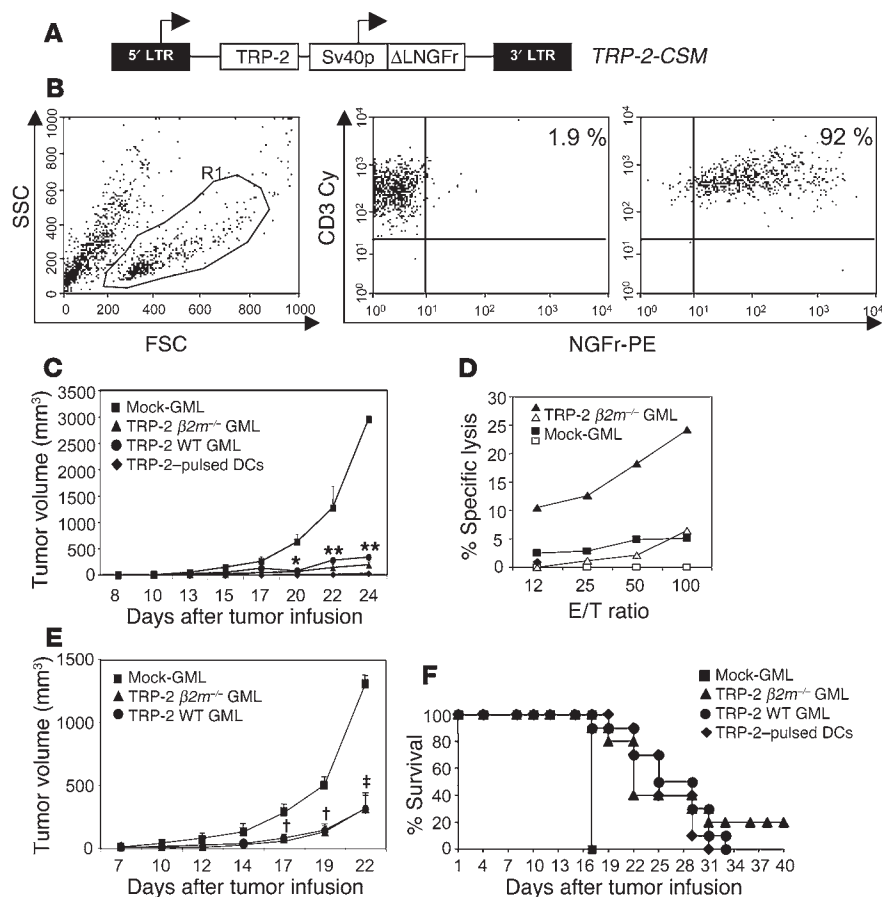 A
5′ LTR
TRP-2
Sv40p
ΔLNGFr
3′ LTR
TRP-2-CSM
B
SSC
1000
800
600
400
200
0
R1
0 200 400 600 800 1000
FSC
CD3 Cy
10⁴
10³
10²
10¹
10⁰
1.9 %
10⁰ 10¹ 10² 10³ 10⁴
10⁴
10³
10²
10¹
10⁰
92 %
10⁰ 10¹ 10² 10³ 10⁴
NGFr-PE
C
Tumor volume (mm³)
3500
3000
2500
2000
1500
1000
500
0
Mock-GML
TRP-2 β2m⁻/⁻ GML
TRP-2 WT GML
TRP-2–pulsed DCs
* ** **
8 10 13 15 17 20 22 24
Days after tumor infusion
D
% Specific lysis
30
25
20
15
10
5
0
TRP-2 β2m⁻/⁻ GML
Mock-GML
12 25 50 100
E/T ratio
E
Tumor volume (mm³)
1500
1000
500
0
Mock-GML
TRP-2 β2m⁻/⁻ GML
TRP-2 WT GML
† † ‡
7 10 12 14 17 19 22
Days after tumor infusion
F
Mock-GML
TRP-2 β2m⁻/⁻ GML
TRP-2 WT GML
TRP-2–pulsed DCs
% Survival
100
80
60
40
20
0
1 4 7 10 13 16 19 22 25 28 31 34 37 40
Days after tumor infusion